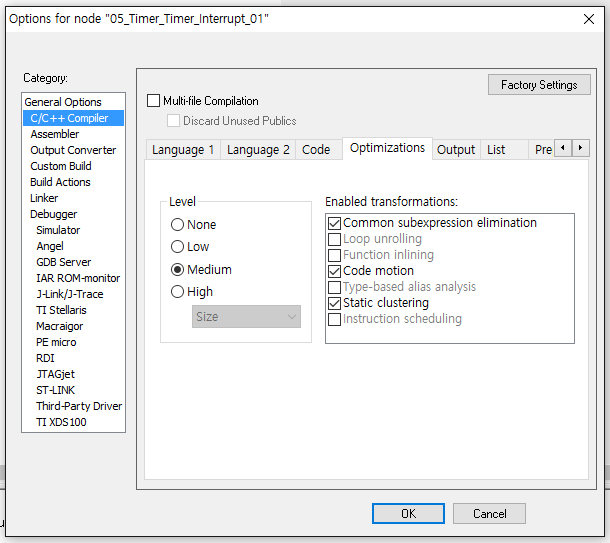 Options for node "05_Timer_Timer_Interrupt_01"
Category:
General Options
C/C++ Compiler
Assembler
Output Converter
Custom Build
Build Actions
Linker
Debugger
Simulator
Angel
GDB Server
IAR ROM-monitor
J-Link/J-Trace
TI Stellaris
Macraigor
PE micro
RDI
JTAGjet
ST-LINK
Third-Party Driver
TI XDS100
Factory Settings
Multi-file Compilation
Discard Unused Publics
Language 1 Language 2 Code Optimizations Output List Pre
Level
None
Low
Medium
High
Size
Enabled transformations:
Common subexpression elimination
Loop unrolling
Function inlining
Code motion
Type-based alias analysis
Static clustering
Instruction scheduling
OK Cancel